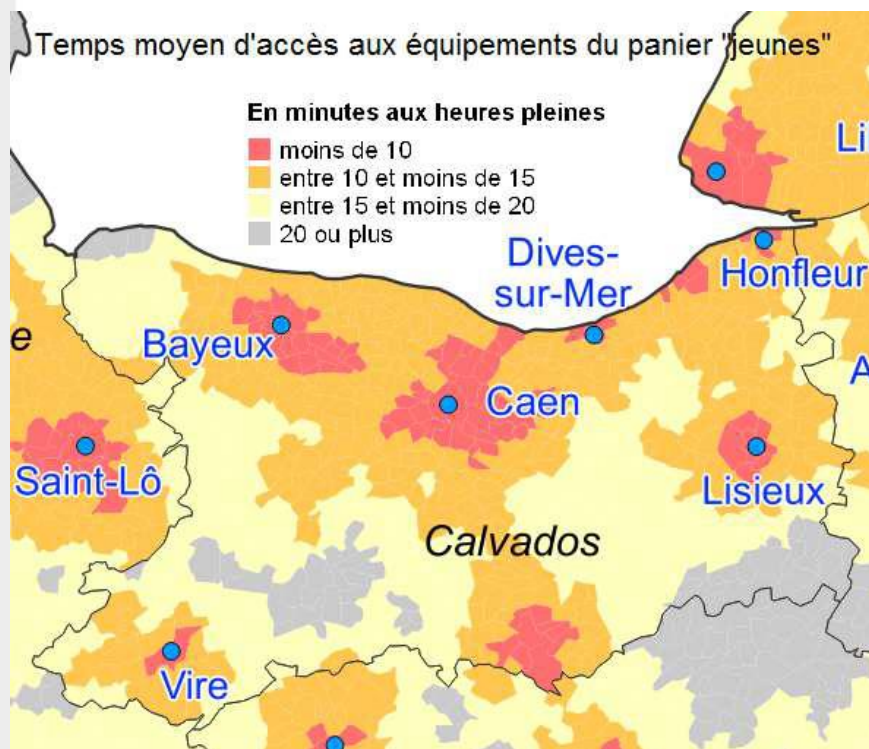 Temps moyen d'accès aux équipements du panier "jeunes"
En minutes aux heures pleines
moins de 10
entre 10 et moins de 15
entre 15 et moins de 20
20 ou plus
Li
Dives-
sur-Mer
Honfleur
e
Bayeux
A
Caen
Saint-Lô
Lisieux
Calvados
Vire